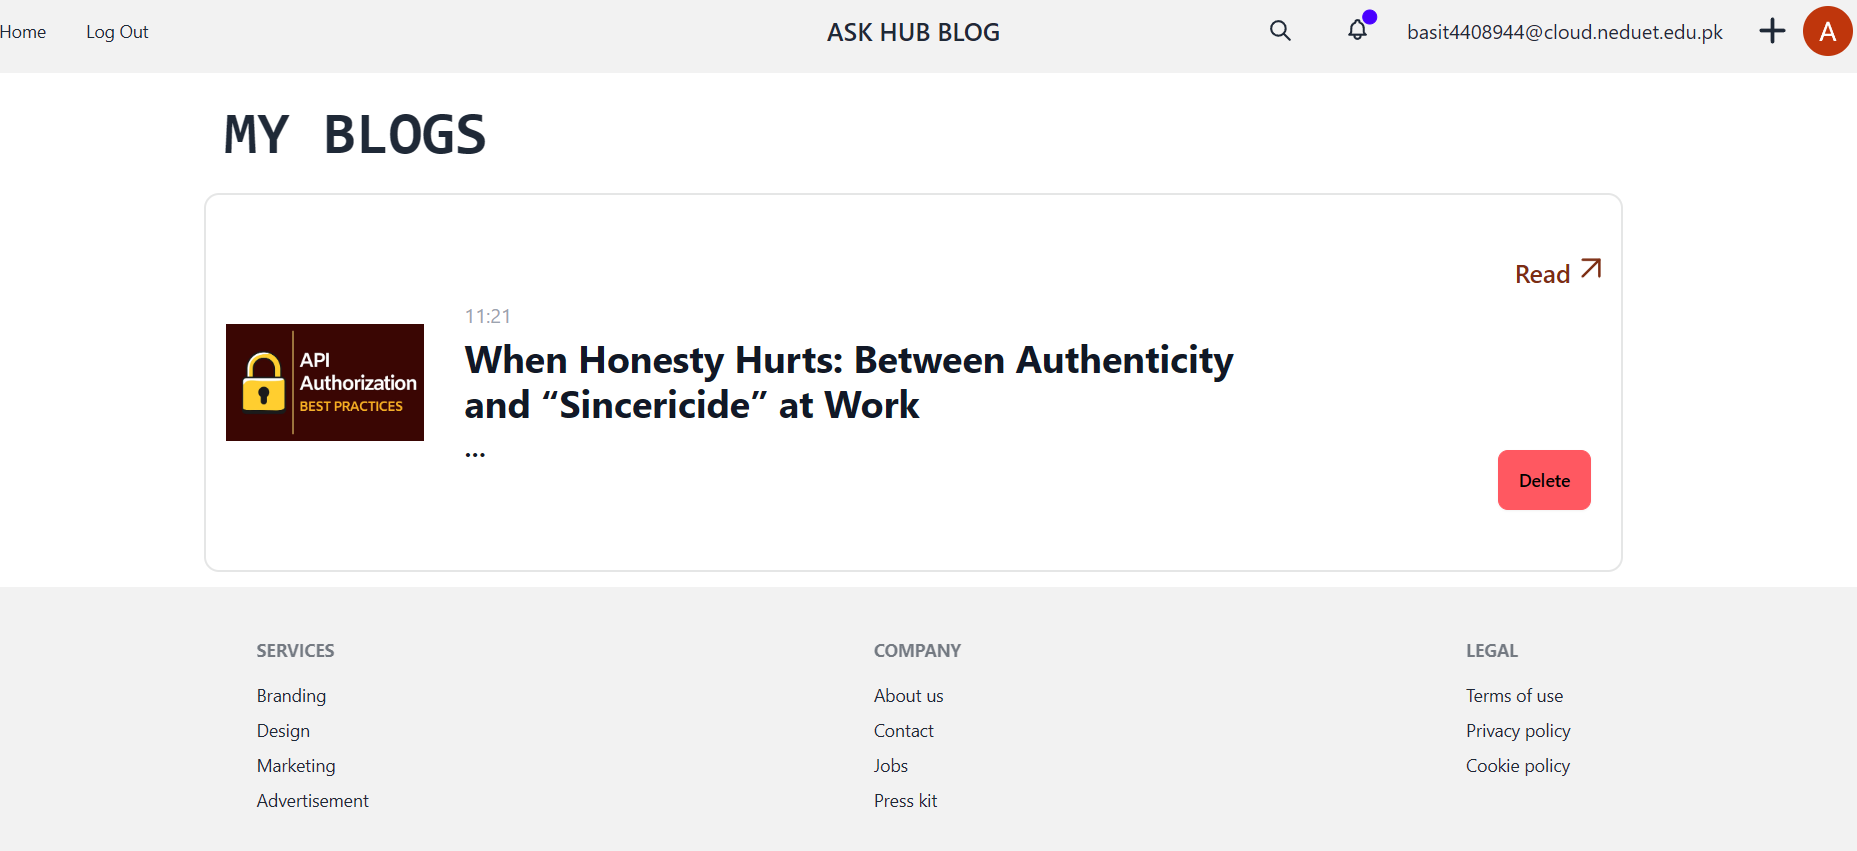 Home
Log Out
ASK HUB BLOG
basit4408944@cloud.neduet.edu.pk
A
MY BLOGS
Read
11:21
API
Authorization
BEST PRACTICES
When Honesty Hurts: Between Authenticity
and “Sincericide” at Work
...
Delete
SERVICES
Branding
Design
Marketing
Advertisement
COMPANY
About us
Contact
Jobs
Press kit
LEGAL
Terms of use
Privacy policy
Cookie policy